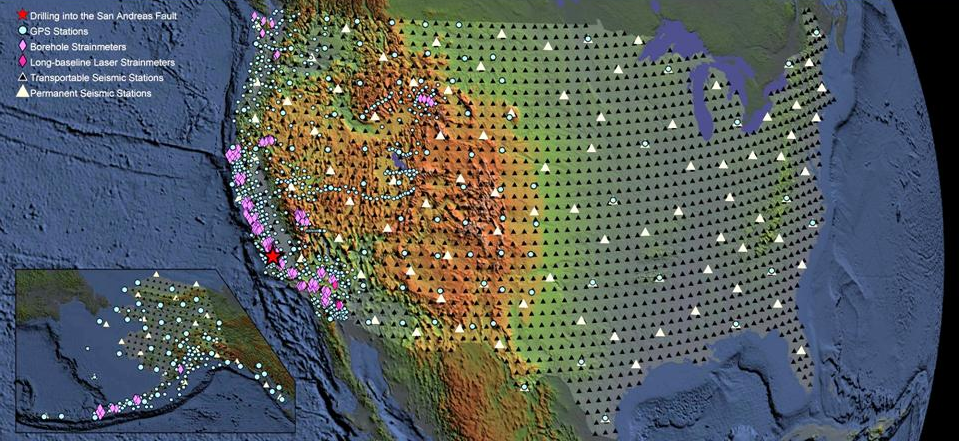 Drilling into the San Andreas Fault
GPS Stations
Borehole Strainmeters
Long-baseline Laser Strainmeters
Transportable Seismic Stations
Permanent Seismic Stations